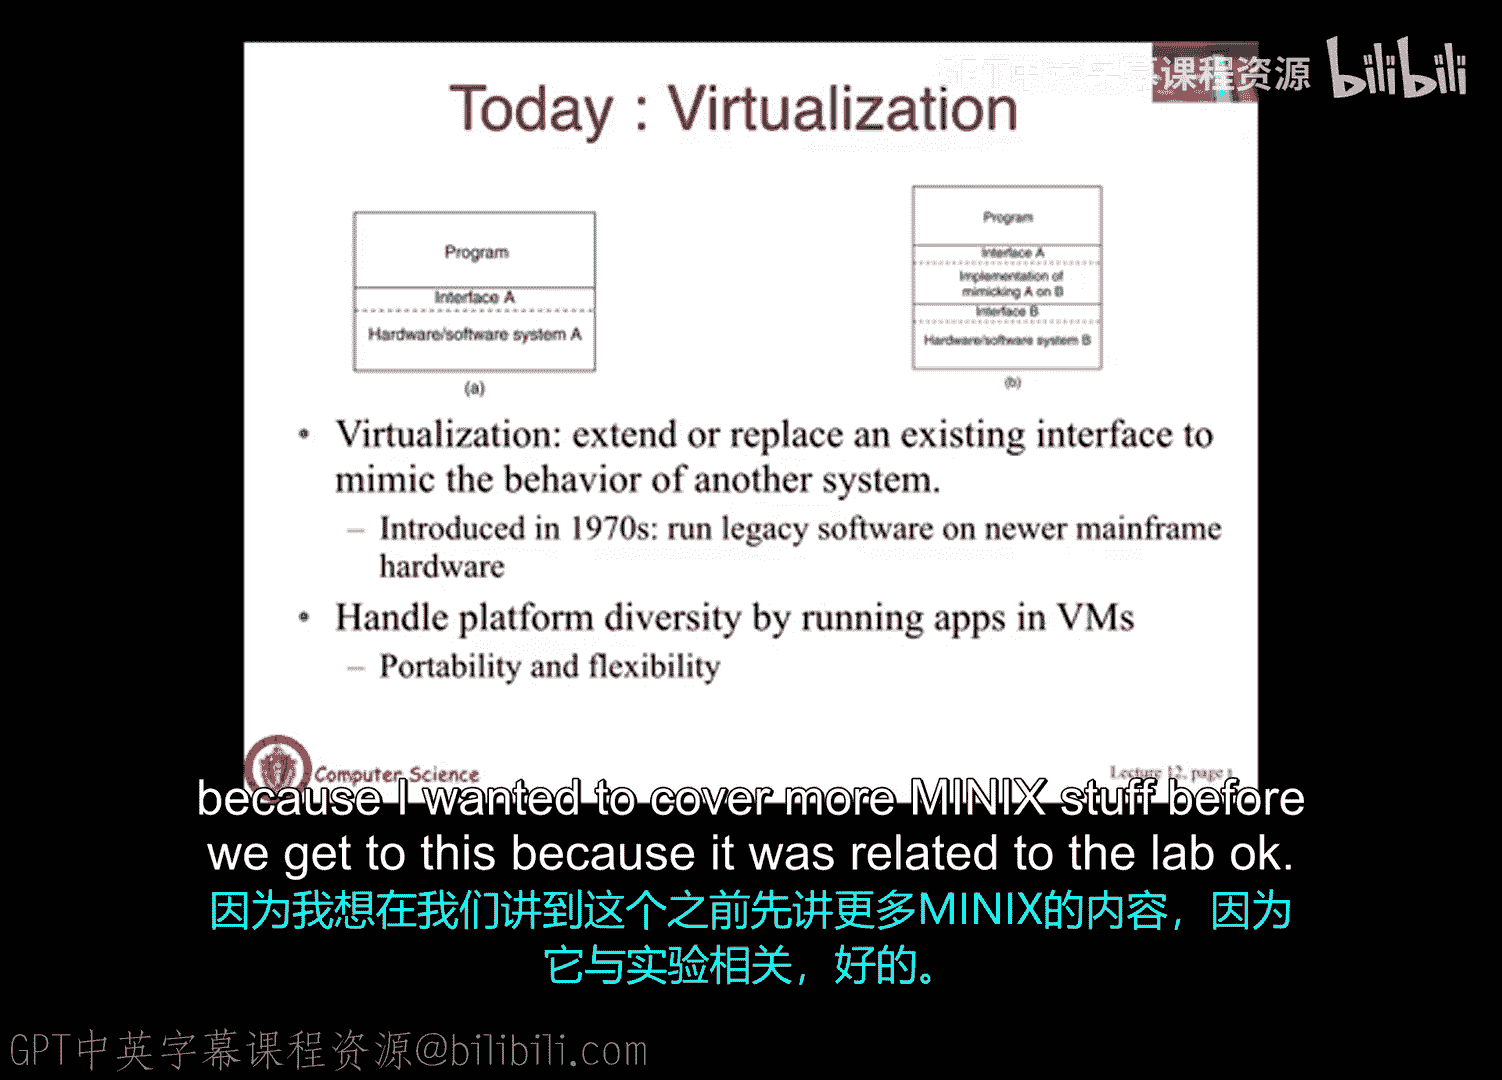 课程资源 bilibili
Today : Virtualization
Program
Interface A
Hardware/software system A
(a)
Program
Interface A
Implementation of
mimicking A on B
Interface B
Hardware/software system B
(b)
• Virtualization: extend or replace an existing interface to
mimic the behavior of another system.
– Introduced in 1970s: run legacy software on newer mainframe
hardware
• Handle platform diversity by running apps in VMs
– Portability and flexibility
Computer Science
Lecture 12, page 1
because I wanted to cover more MINIX stuff before
we get to this because it was related to the lab ok.
因为我想在我们讲到这个之前先讲更多MINIX的内容，因为
它与实验相关，好的。
GPT中英字幕课程资源@bilibili.com